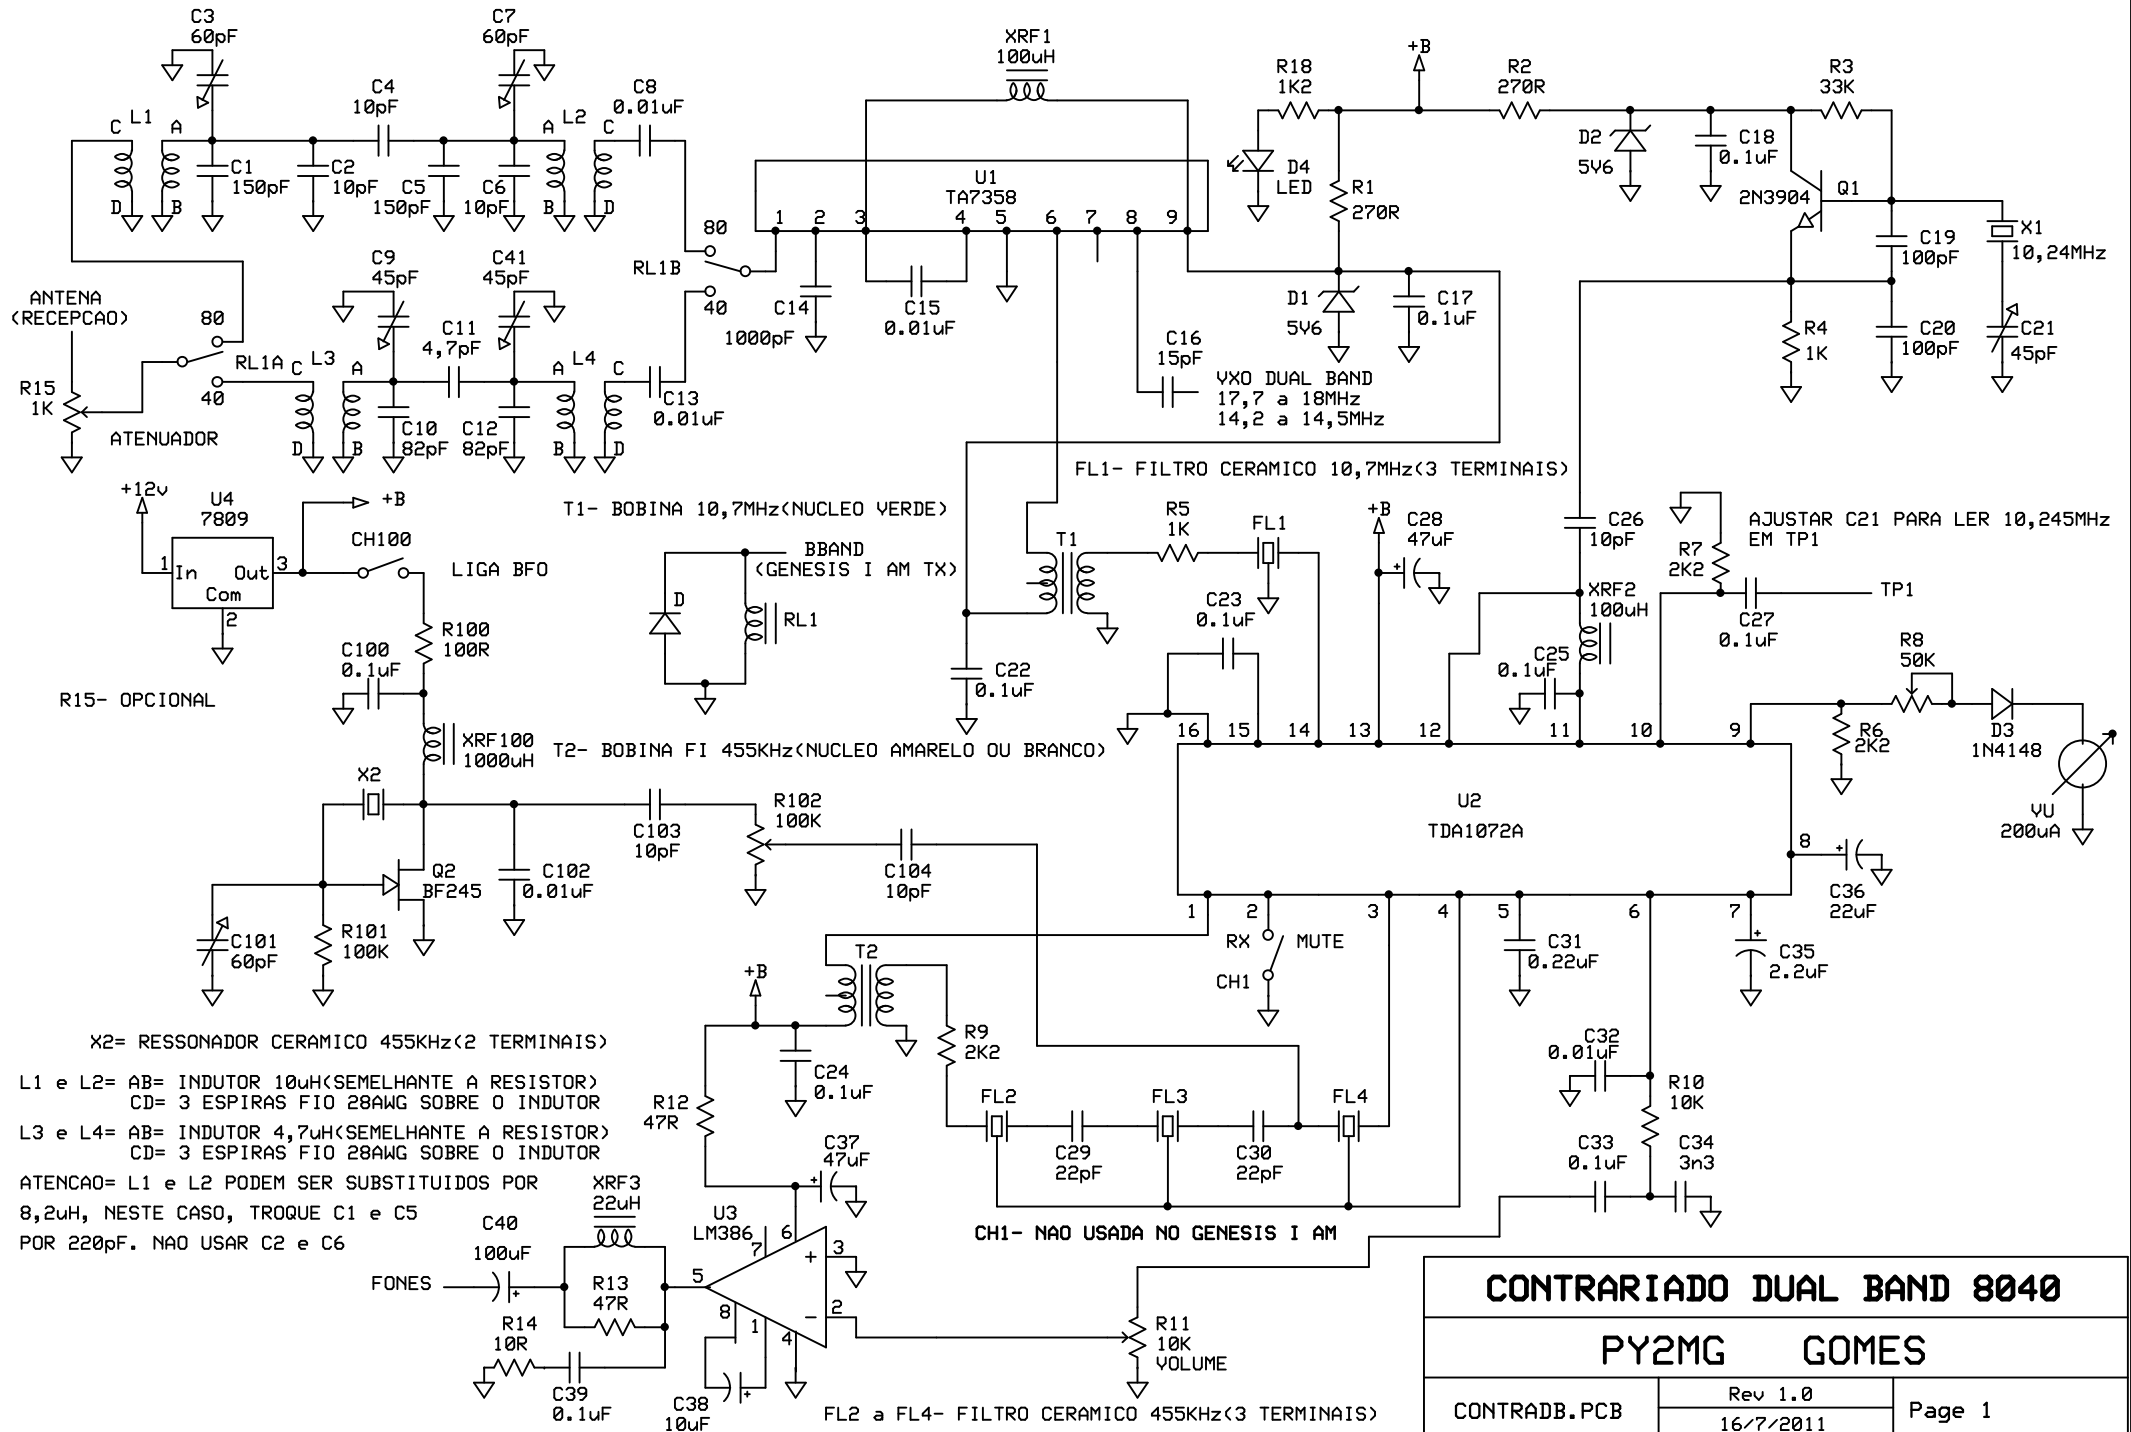 C3
60pF
C7
60pF
C4
10pF
C8
0.01uF
C L1 A
A L2 C
C1
150pF
C2
10pF
C5
150pF
C6
10pF
D B
B D
XRF1
100uH
U1
TA7358
1 2 3 4 5 6 7 8 9
R18
1K2
+B
R2
270R
R3
33K
D4
LED
R1
270R
D2
5V6
C18
0.1uF
2N3904
Q1
C19
100pF
X1
10,24MHz
ANTENA
(RECEPCAO)
80
RL1A
40
R15
1K
ATENUADOR
C9
45pF
C41
45pF
C11
4,7pF
C L3 A
A L4 C
C10
82pF
C12
82pF
D B
B D
C13
0.01uF
80
RL1B
40
C14
1000pF
C15
0.01uF
C16
15pF
VXO DUAL BAND
17,7 a 18MHz
14,2 a 14,5MHz
D1
5V6
C17
0.1uF
R4
1K
C20
100pF
C21
45pF
FL1- FILTRO CERAMICO 10,7MHz(3 TERMINAIS)
+12v
U4
7809
1 In Out 3
Com
2
+B
CH100
LIGA BFO
T1- BOBINA 10,7MHz(NUCLEO VERDE)
BBAND
(GENESIS I AM TX)
D
RL1
T1
R5
1K
FL1
+B
C28
47uF
C23
0.1uF
C22
0.1uF
C26
10pF
XRF2
100uH
C25
0.1uF
R7
2K2
AJUSTAR C21 PARA LER 10,245MHz
EM TP1
C27
0.1uF
TP1
R8
50K
R6
2K2
D3
1N4148
VU
200uA
R100
100R
C100
0.1uF
R15- OPCIONAL
XRF100
1000uH
T2- BOBINA FI 455KHz(NUCLEO AMARELO OU BRANCO)
X2
Q2
BF245
C101
60pF
R101
100K
C102
0.01uF
C103
10pF
R102
100K
C104
10pF
16 15 14 13 12 11 10 9
U2
TDA1072A
8
1 2 3 4 5 6 7
C36
22uF
RX MUTE
CH1
C31
0.22uF
C35
2.2uF
T2
+B
C24
0.1uF
R9
2K2
R12
47R
X2= RESSONADOR CERAMICO 455KHz(2 TERMINAIS)
L1 e L2= AB= INDUTOR 10uH(SEMELHANTE A RESISTOR)
CD= 3 ESPIRAS FIO 28AWG SOBRE O INDUTOR
L3 e L4= AB= INDUTOR 4,7uH(SEMELHANTE A RESISTOR)
CD= 3 ESPIRAS FIO 28AWG SOBRE O INDUTOR
ATENCAO= L1 e L2 PODEM SER SUBSTITUIDOS POR
8,2uH, NESTE CASO, TROQUE C1 e C5
POR 220pF. NAO USAR C2 e C6
FL2
FL3
FL4
C29
22pF
C30
22pF
C32
0.01uF
R10
10K
C33
0.1uF
C34
3n3
CH1- NAO USADA NO GENESIS I AM
C37
47uF
XRF3
22uH
C40
100uF
FONES
R13
47R
R14
10R
C39
0.1uF
U3
LM386
7 6
+ 3
5
8
- 2
1 4
C38
10uF
R11
10K
VOLUME
FL2 a FL4- FILTRO CERAMICO 455KHz(3 TERMINAIS)
CONTRARIADO DUAL BAND 8040
PY2MG GOMES
CONTRADB.PCB
Rev 1.0
16/7/2011
Page 1